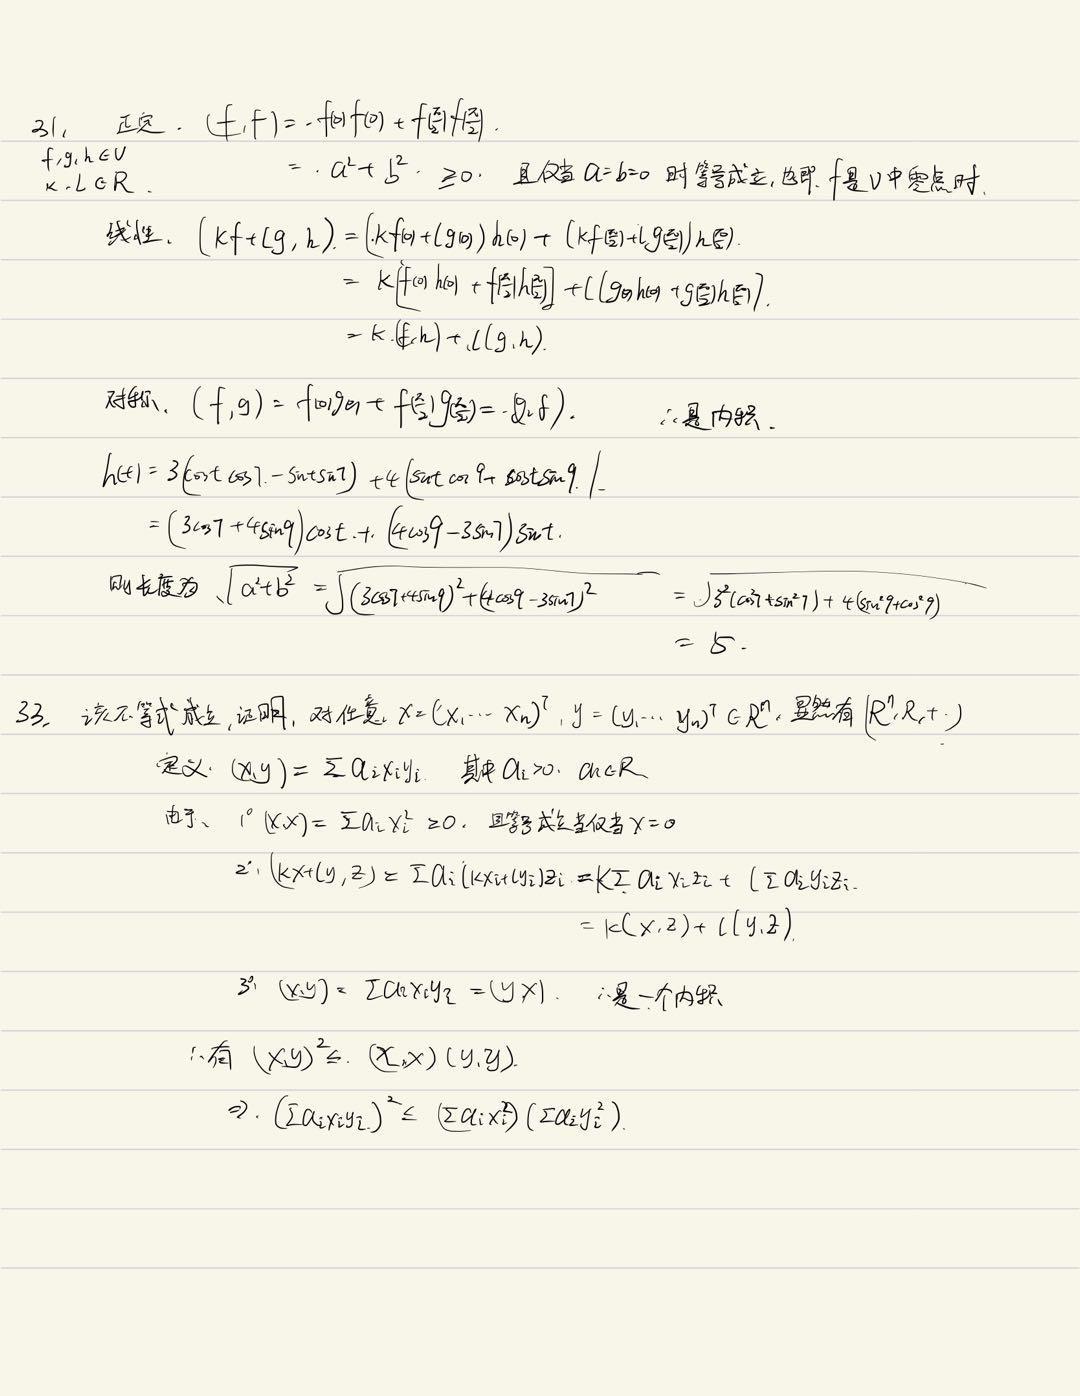 31, 正定. (f,f) = f(0)f(0) + f(π/2)f(π/2).
f,g,h∈V
k,l∈R.
= a²+b². ≥0. 且仅当 a=b=0 时等号成立, 也即 f是V中零点时.
线性. (kf+lg, h) = (kf(0)+lg(0))h(0) + (kf(π/2)+lg(π/2))h(π/2).
= k[f(0)h(0) + f(π/2)h(π/2)] + l(g(0)h(0)+g(π/2)h(π/2)).
= k(f,h)+l(g,h).
对称. (f,g) = f(0)g(0) + f(π/2)g(π/2) = (g,f). ∴是内积.
h(t) = 3(cost cos7 - sintsin7) + 4(sint cos9 + costsin9)
= (3cos7+4sin9)cost + (4cos9-3sin7)sint.
则长度为 √(a²+b²) = √((3cos7+4sin9)²+(4cos9-3sin7)²) = √(3²(cos²7+sin²7)+4(sin²9+cos²9))
= 5.
33. 该不等式成立, 证明, 对任意 x=(x₁…xₙ)ᵀ, y=(y₁…yₙ)ᵀ∈Rⁿ, 显然有 (Rⁿ,R,+·)
定义. (x,y) = Σaᵢxᵢyᵢ 其中 aᵢ>0. aᵢ∈R
由于、 1° (x,x) = Σaᵢxᵢ² ≥0. 且等号成立当仅当 x=0
2°. (kx+ly,z) = Σaᵢ(kxᵢ+lyᵢ)zᵢ = kΣaᵢxᵢzᵢ + lΣaᵢyᵢzᵢ.
= k(x,z)+l(y,z).
3°. (x,y) = Σaᵢxᵢyᵢ = (y,x). ∴是一个内积
∴有 (x,y)² ≤ (x,x)(y,y).
⇒. (Σaᵢxᵢyᵢ)² ≤ (Σaᵢxᵢ²)(Σaᵢyᵢ²).